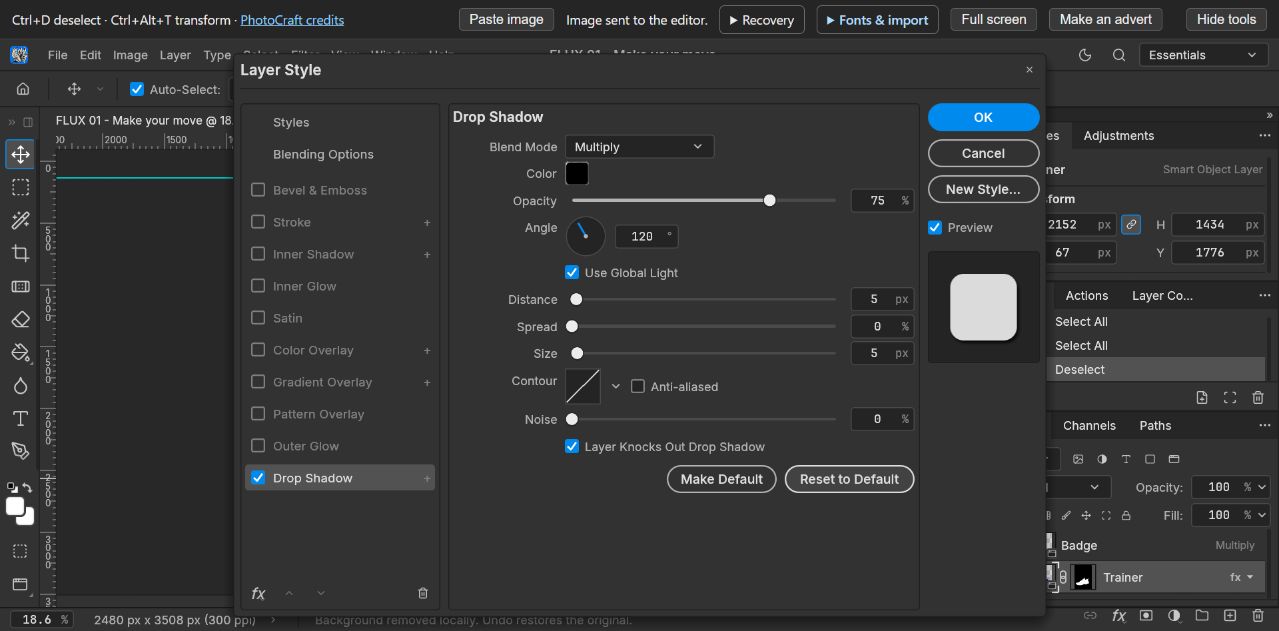 Ctrl+D deselect · Ctrl+Alt+T transform · PhotoCraft credits
Paste image
Image sent to the editor.
Recovery
Fonts & import
Full screen
Make an advert
Hide tools
File Edit Image Layer Type
Essentials
Auto-Select:
FLUX 01 - Make your move @ 18.
2000 1500
Layer Style
Styles
Blending Options
Bevel & Emboss
Stroke +
Inner Shadow +
Inner Glow
Satin
Color Overlay +
Gradient Overlay +
Pattern Overlay
Outer Glow
Drop Shadow +
fx
Drop Shadow
Blend Mode Multiply
Color
Opacity 75 %
Angle 120 °
Use Global Light
Distance 5 px
Spread 0 %
Size 5 px
Contour Anti-aliased
Noise 0 %
Layer Knocks Out Drop Shadow
Make Default Reset to Default
OK
Cancel
New Style...
Preview
Adjustments
Smart Object Layer
2152 px H 1434 px
67 px Y 1776 px
Actions Layer Co...
Select All
Select All
Deselect
Channels Paths
Opacity: 100 %
Fill: 100 %
Badge Multiply
Trainer fx
fx
18.6 % 2480 px x 3508 px (300 ppi)
Background removed locally. Undo restores the original.